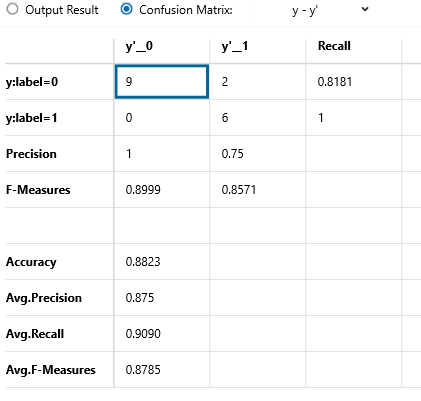 Output Result Confusion Matrix: y - y'
y'__0 y'__1 Recall
y:label=0 9 2 0.8181
y:label=1 0 6 1
Precision 1 0.75
F-Measures 0.8999 0.8571
Accuracy 0.8823
Avg.Precision 0.875
Avg.Recall 0.9090
Avg.F-Measures 0.8785